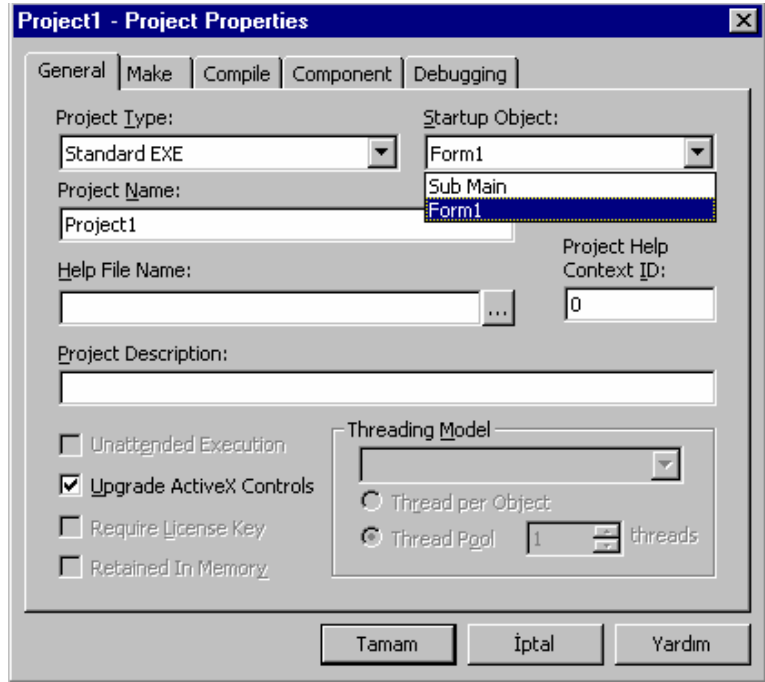 Project1 - Project Properties
General Make Compile Component Debugging
Project Type: Startup Object:
Standard EXE Form1
Sub Main
Form1
Project Name:
Project1
Project Help
Context ID:
0
Help File Name:
...
Project Description:
Unattended Execution
Upgrade ActiveX Controls
Require License Key
Retained In Memory
Threading Model
Thread per Object
Thread Pool 1 threads
Tamam İptal Yardım